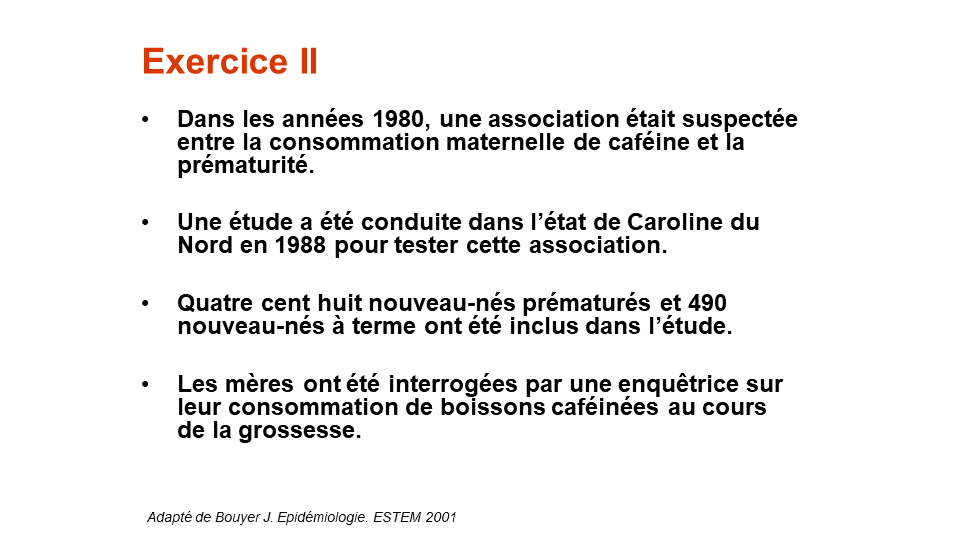 Exercice II
• Dans les années 1980, une association était suspectée
entre la consommation maternelle de caféine et la
prématurité.
• Une étude a été conduite dans l’état de Caroline du
Nord en 1988 pour tester cette association.
• Quatre cent huit nouveau-nés prématurés et 490
nouveau-nés à terme ont été inclus dans l’étude.
• Les mères ont été interrogées par une enquêtrice sur
leur consommation de boissons caféinées au cours
de la grossesse.
Adapté de Bouyer J. Epidémiologie. ESTEM 2001